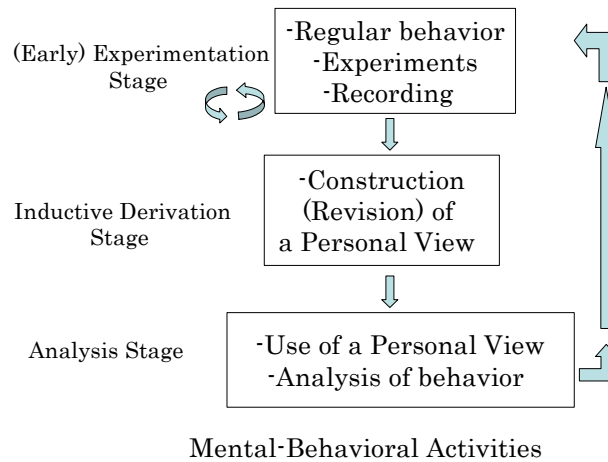 (Early) Experimentation
Stage
-Regular behavior
-Experiments
-Recording
Inductive Derivation
Stage
-Construction
(Revision) of
a Personal View
Analysis Stage
-Use of a Personal View
-Analysis of behavior
Mental-Behavioral Activities